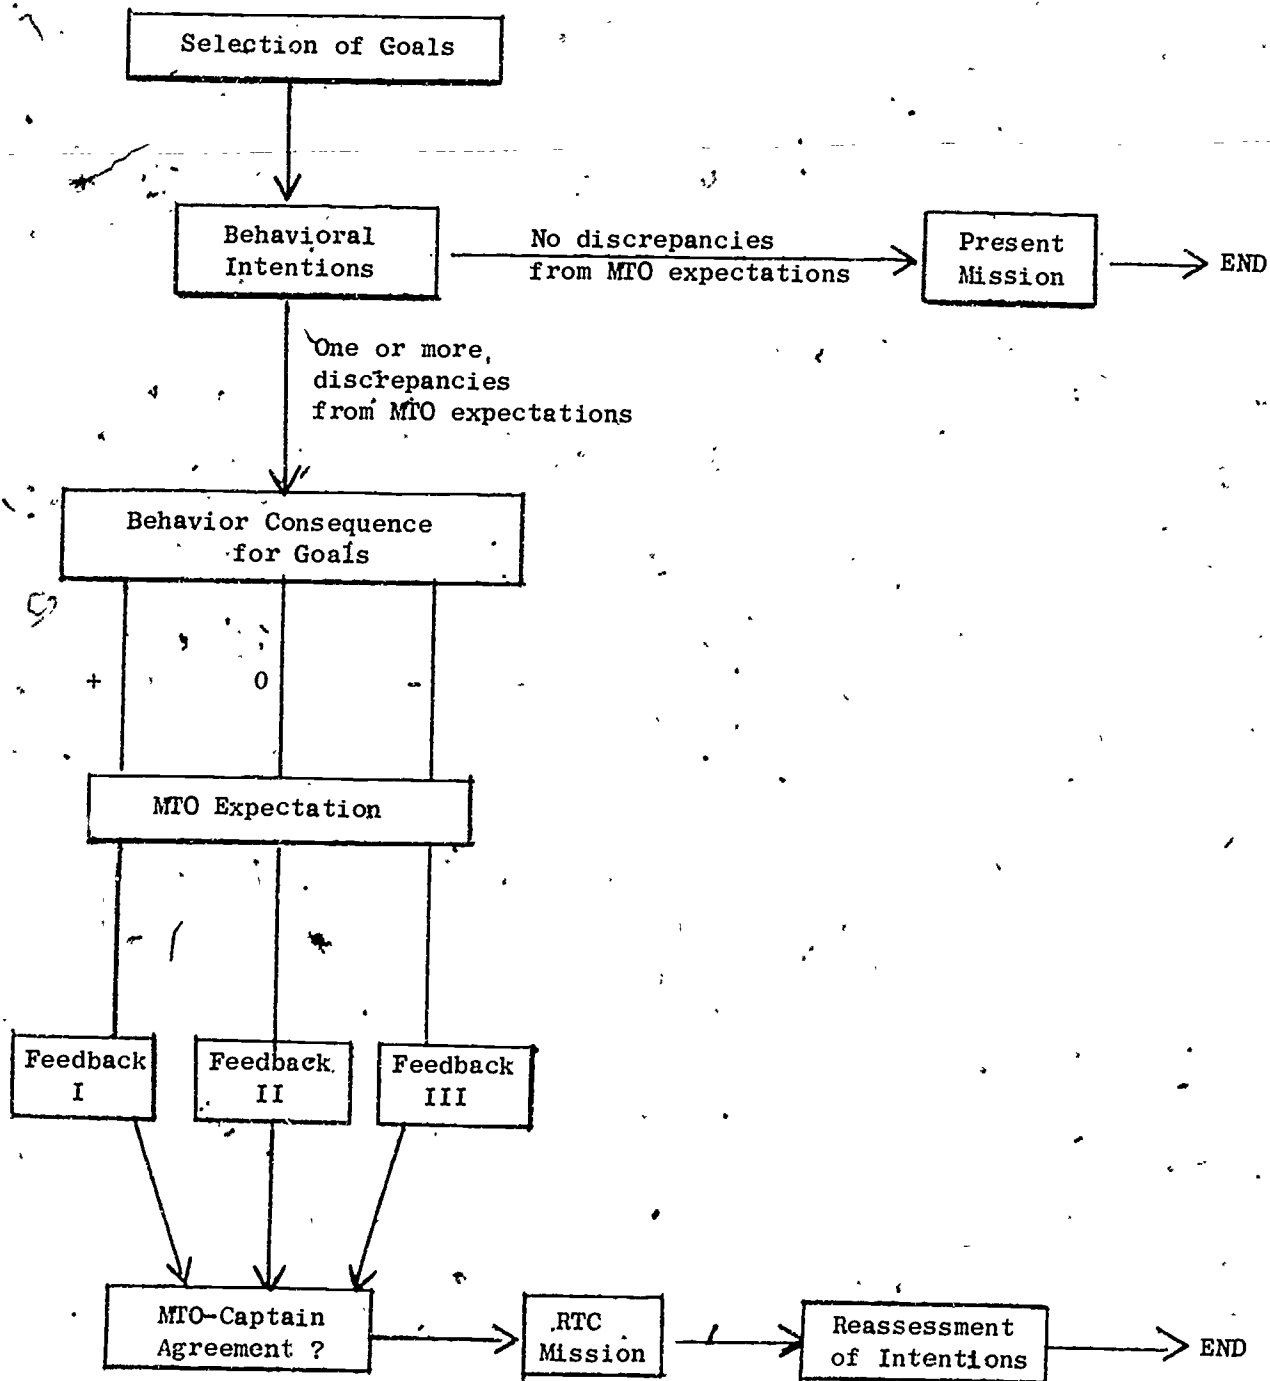 Selection of Goals
Behavioral
Intentions
No discrepancies
from MTO expectations
Present
Mission
END
One or more,
discrepancies
from MTO expectations
Behavior Consequence
for Goals
+
0
-
MTO Expectation
Feedback
I
Feedback
II
Feedback
III
MTO-Captain
Agreement ?
RTC
Mission
Reassessment
of Intentions
END